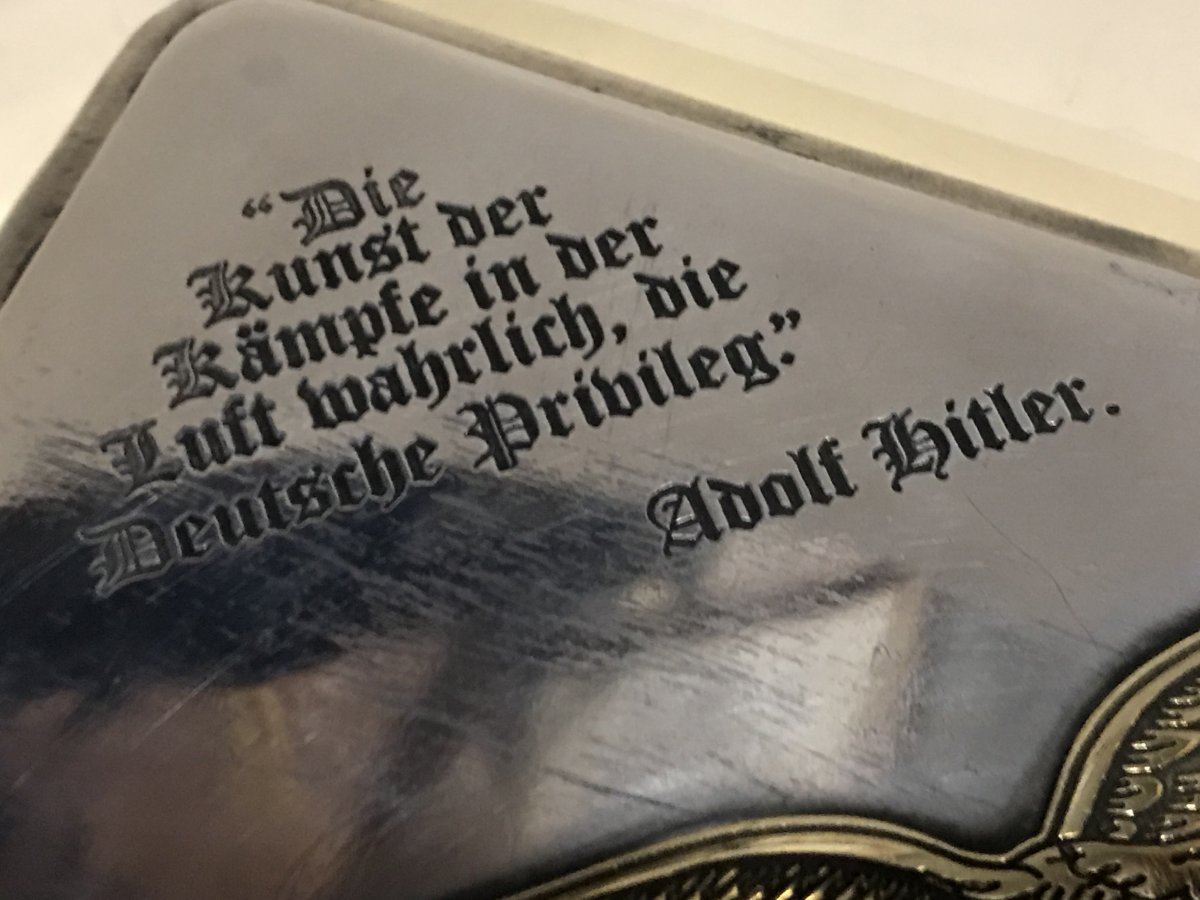 “Die
Kunst der
Kämpfe in der
Luft wahrlich, die
Deutsche Privileg.”
Adolf Hitler.